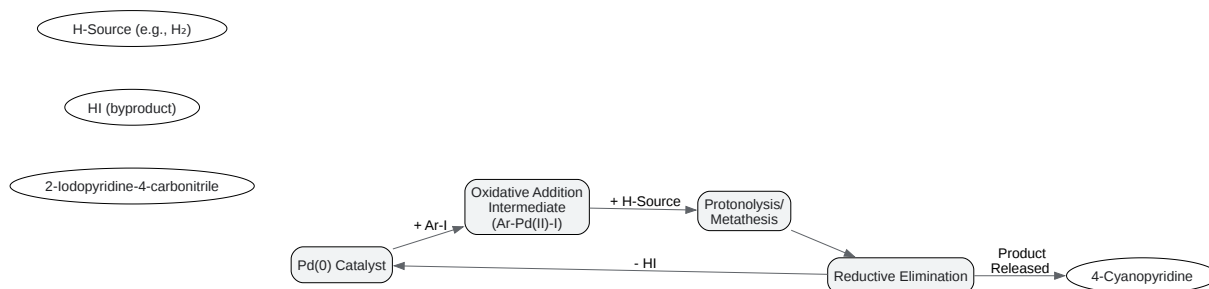 H-Source (e.g., H₂)
HI (byproduct)
2-Iodopyridine-4-carbonitrile
Pd(0) Catalyst
+ Ar-I
Oxidative Addition
Intermediate
(Ar-Pd(II)-I)
+ H-Source
Protonolysis/
Metathesis
- HI
Reductive Elimination
Product
Released
4-Cyanopyridine